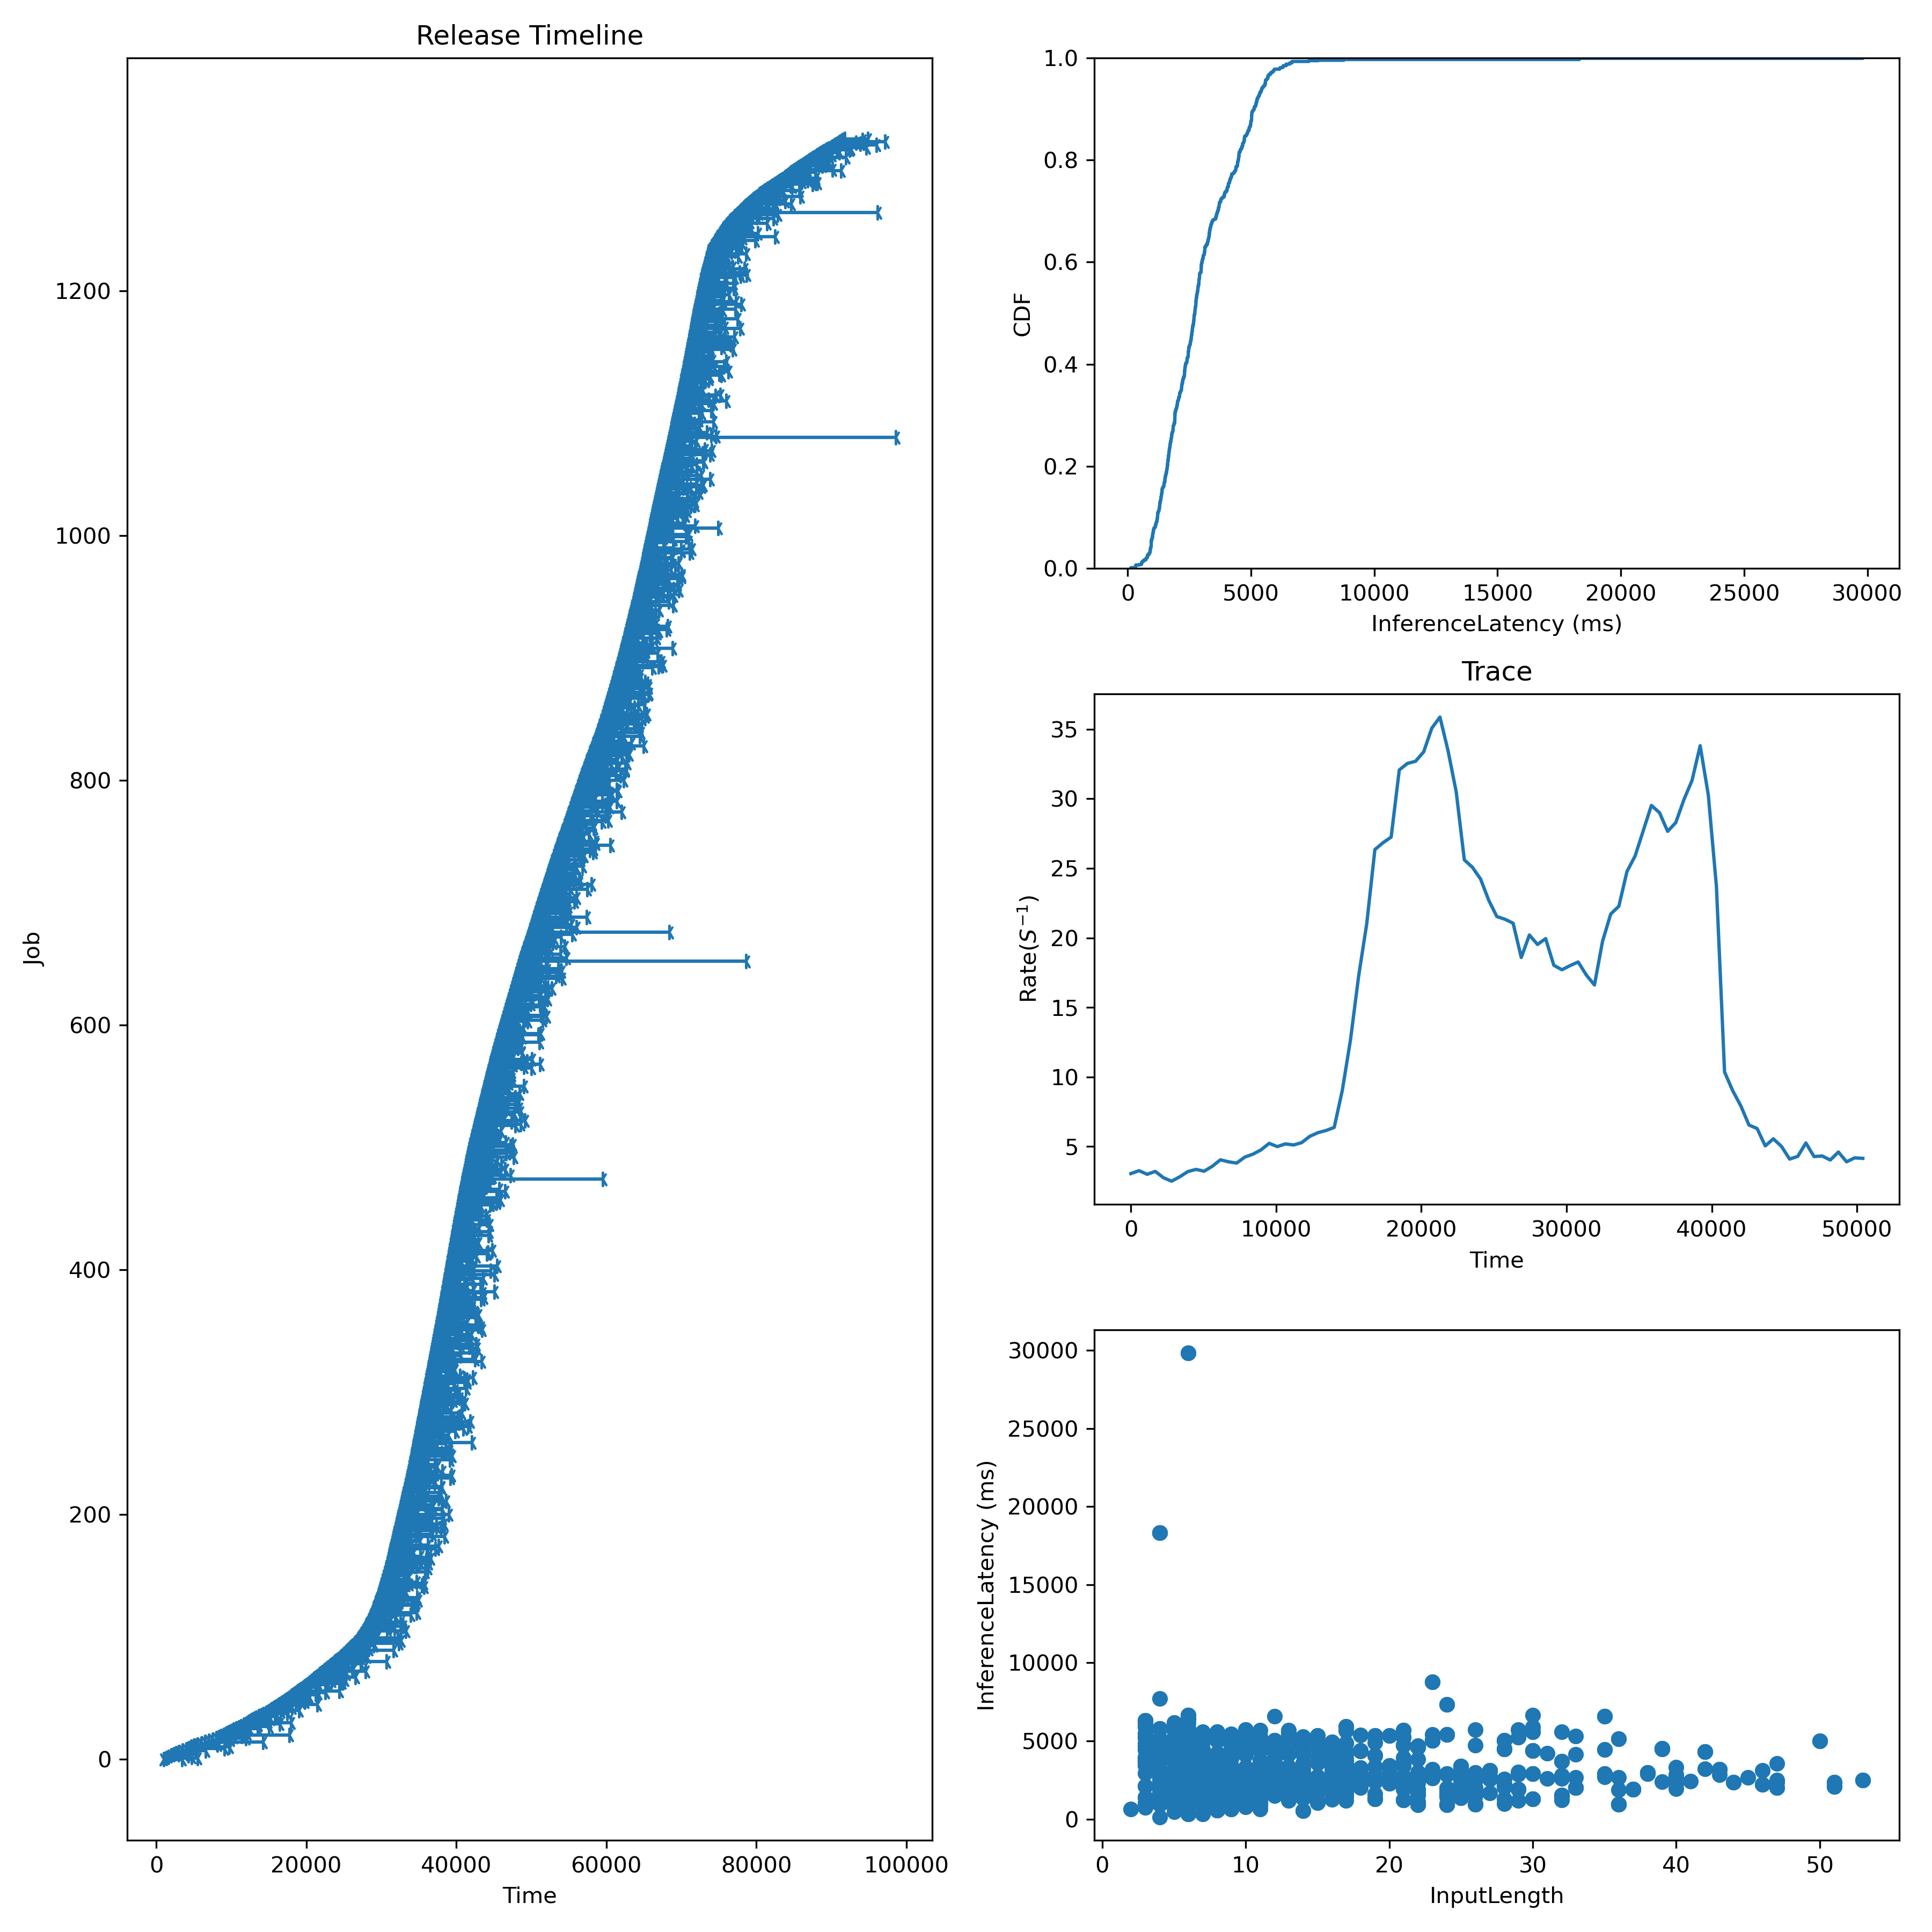 Release Timeline
Job
1200
1000
800
600
400
200
0
0 20000 40000 60000 80000 100000
Time
CDF
1.0
0.8
0.6
0.4
0.2
0.0
0 5000 10000 15000 20000 25000 30000
InferenceLatency (ms)
Trace
Rate(S⁻¹)
35
30
25
20
15
10
5
0 10000 20000 30000 40000 50000
Time
InferenceLatency (ms)
30000
25000
20000
15000
10000
5000
0
0 10 20 30 40 50
InputLength